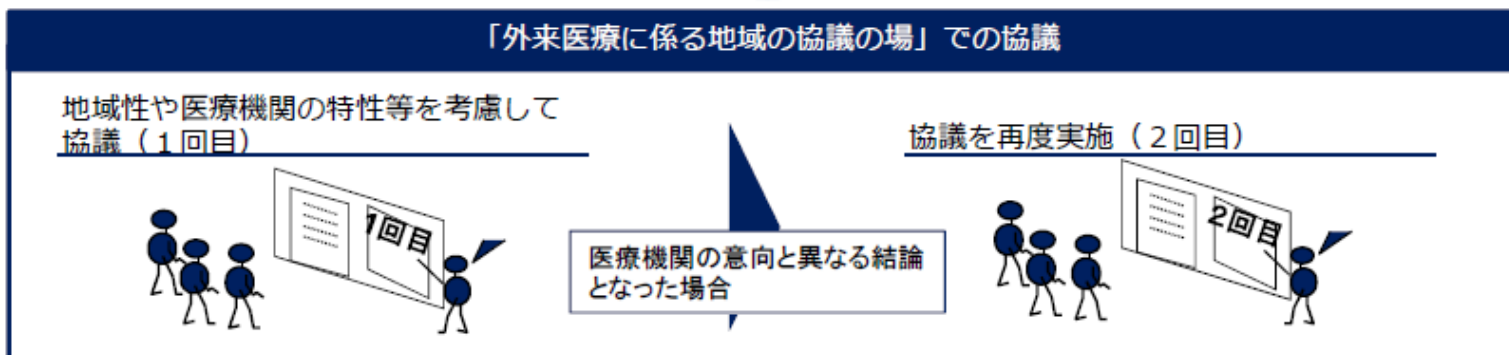 「外来医療に係る地域の協議の場」での協議
地域性や医療機関の特性等を考慮して
協議（１回目）
1回目
医療機関の意向と異なる結論
となった場合
協議を再度実施（２回目）
2回目